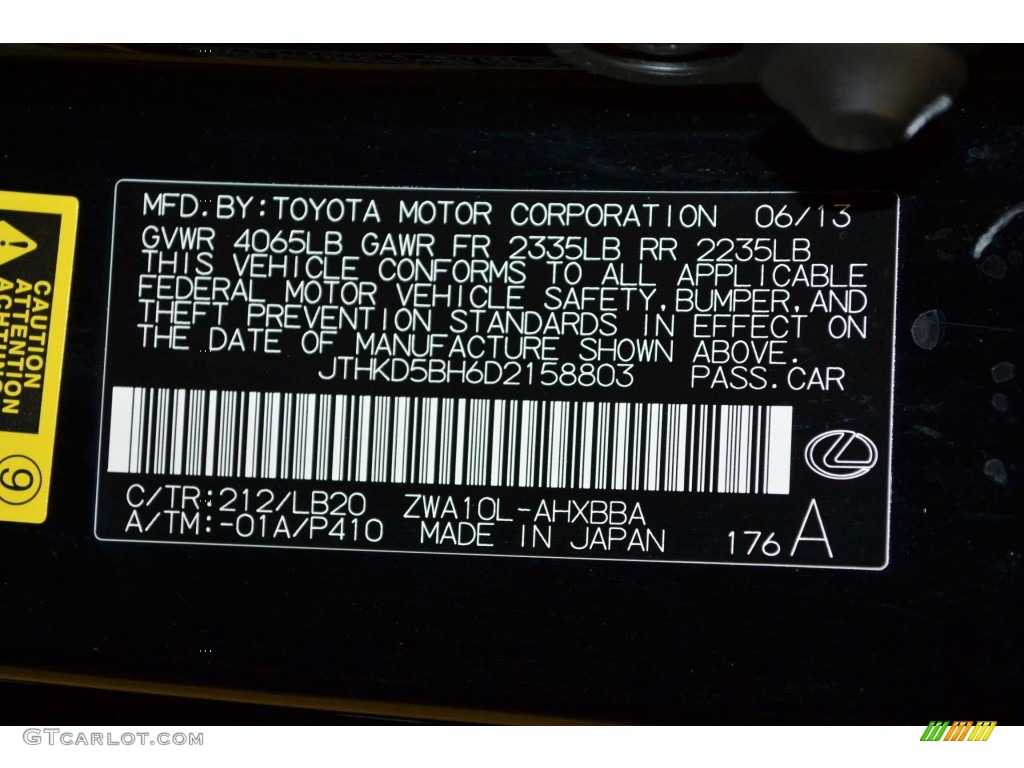 MFD.BY:TOYOTA MOTOR CORPORATION 06/13
GVWR 4065LB GAWR FR 2335LB RR 2235LB
THIS VEHICLE CONFORMS TO ALL APPLICABLE
FEDERAL MOTOR VEHICLE SAFETY,BUMPER,AND
THEFT PREVENTION STANDARDS IN EFFECT ON
THE DATE OF MANUFACTURE SHOWN ABOVE.
JTHKD5BH6D2158803 PASS.CAR
C/TR:212/LB20 ZWA10L-AHXBBA
A/TM:-01A/P410 MADE IN JAPAN 176 A
CAUTION
ATTENTION
ACHTUNG
9
GTCARLOT.COM